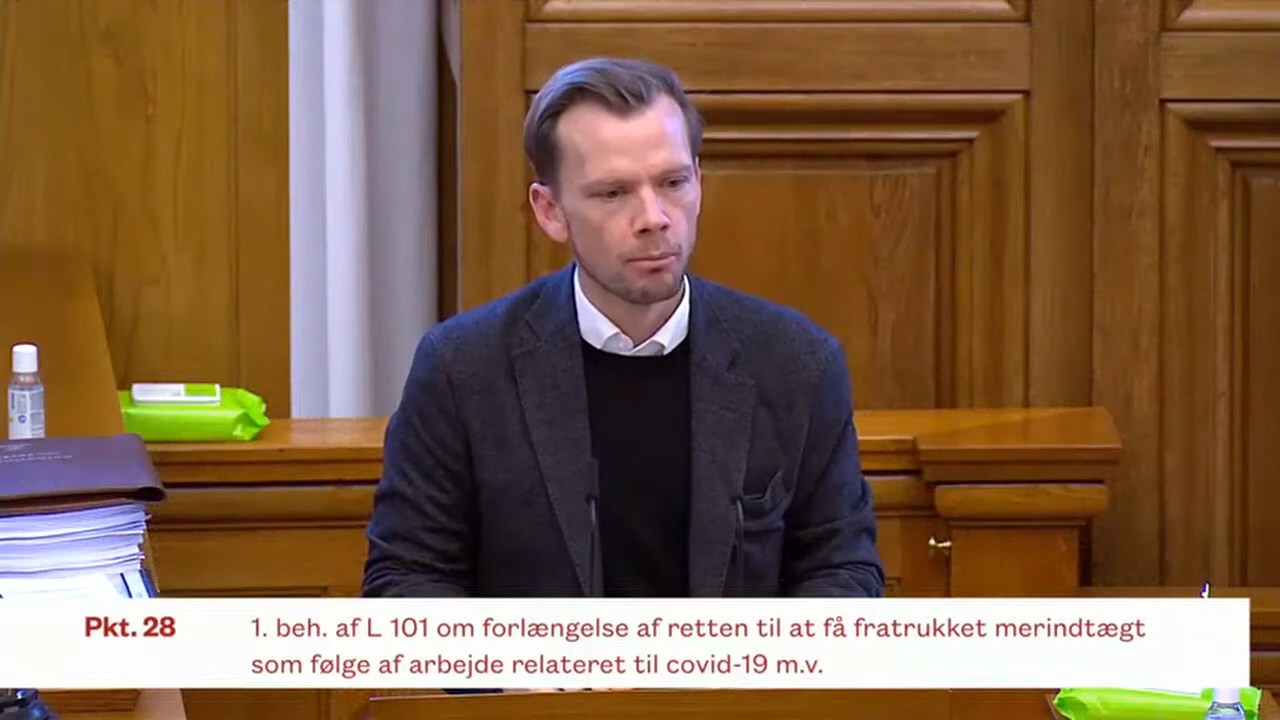 Pkt. 28
1. beh. af L 101 om forlængelse af retten til at få fratrukket merindtægt
som følge af arbejde relateret til covid-19 m.v.